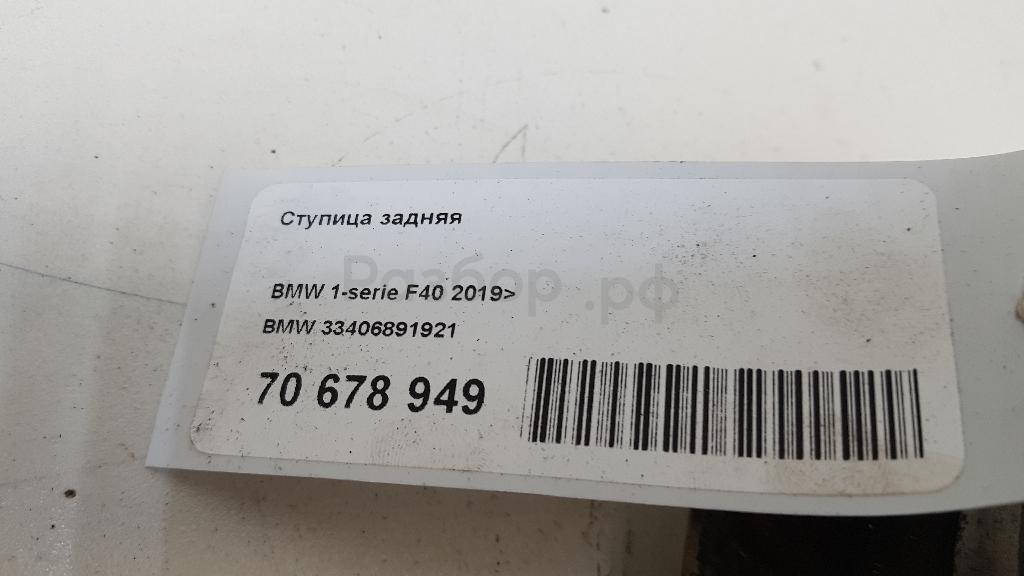 Ступица задняя
Разбор.рф
BMW 1-serie F40 2019>
BMW 33406891921
70 678 949